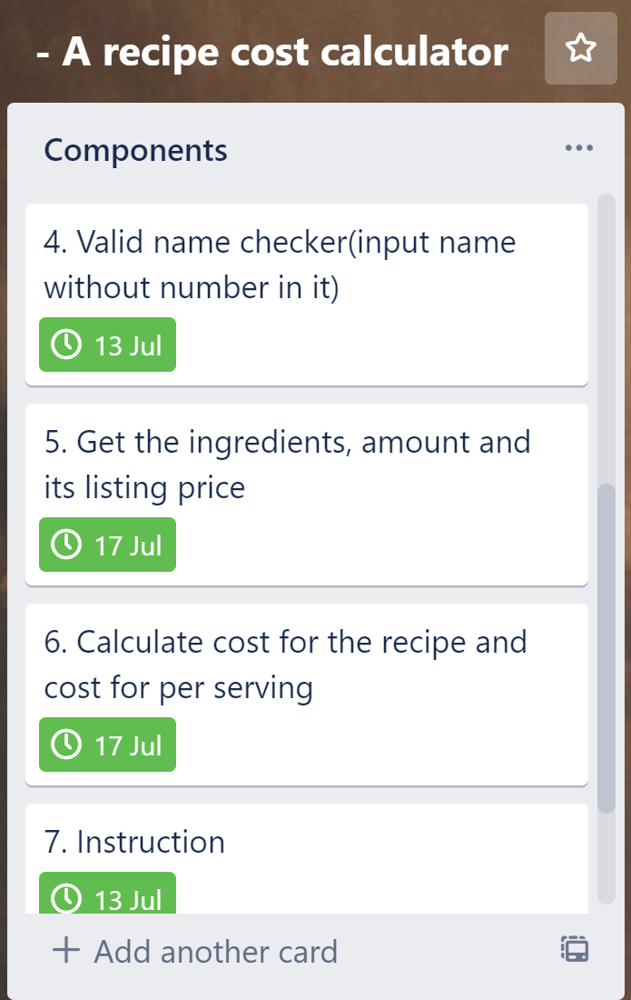 - A recipe cost calculator
Components
4. Valid name checker(input name
without number in it)
13 Jul
5. Get the ingredients, amount and
its listing price
17 Jul
6. Calculate cost for the recipe and
cost for per serving
17 Jul
7. Instruction
13 Jul
Add another card